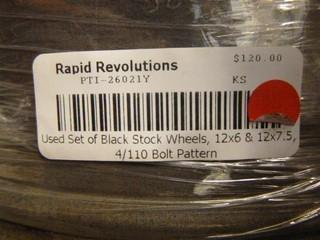 Rapid Revolutions $120.00
PTI-26021Y KS
Used Set of Black Stock Wheels, 12x6 & 12x7.5,
4/110 Bolt Pattern